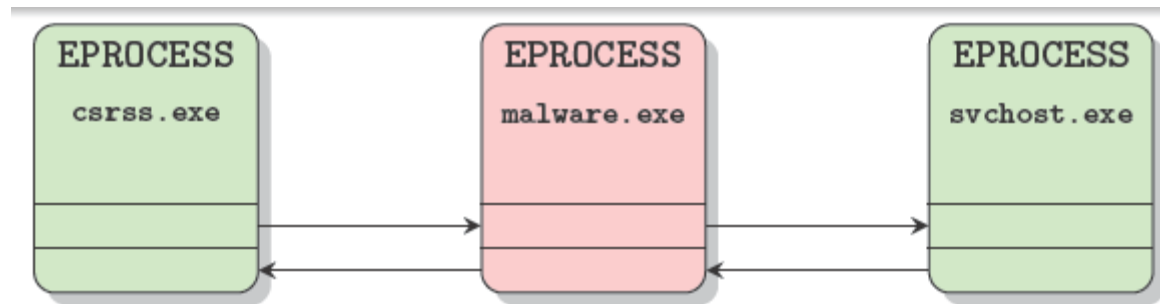 EPROCESS
csrss.exe
EPROCESS
malware.exe
EPROCESS
svchost.exe